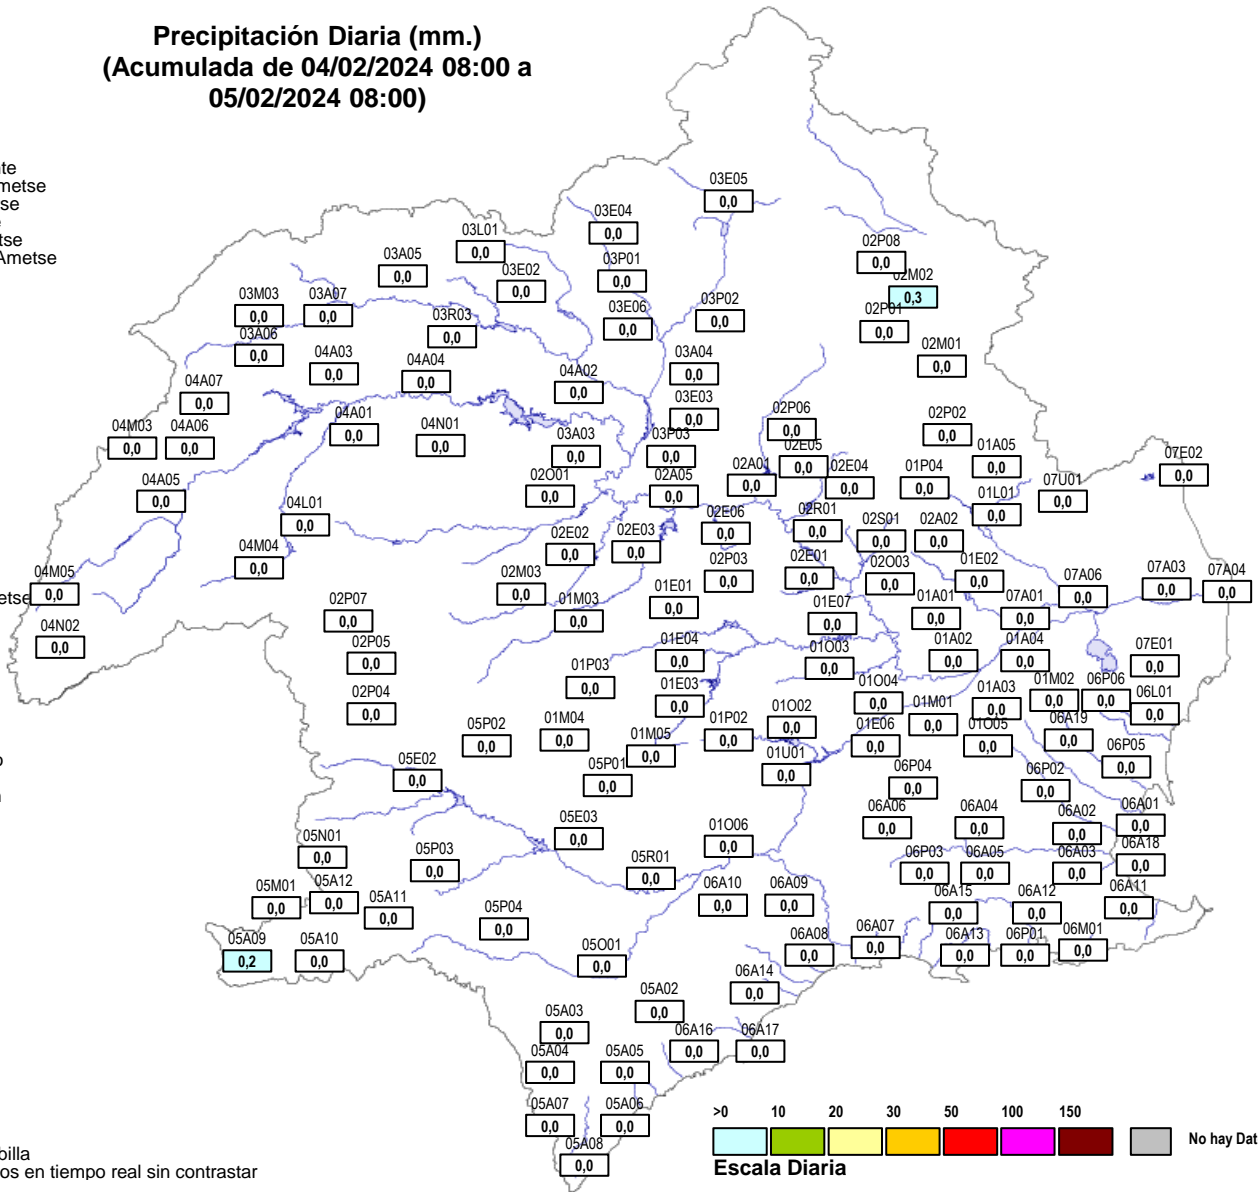 Precipitación Diaria (mm.)
(Acumulada de 04/02/2024 08:00 a
05/02/2024 08:00)
03E05
0,0
03E04
0,0
03L01
0,0
03A05
0,0
03P01
0,0
03E02
0,0
02P08
0,0
02M02
0,3
02P01
0,0
03M03
0,0
03A07
0,0
03P02
0,0
03E06
0,0
03R03
0,0
03A06
0,0
04A03
0,0
04A04
0,0
03A04
0,0
02M01
0,0
04A02
0,0
04A07
0,0
03E03
0,0
04A01
0,0
04N01
0,0
04M03
0,0
04A06
0,0
02P06
0,0
02P02
0,0
03A03
0,0
03P03
0,0
02E05
0,0
01A05
0,0
07E02
0,0
02O01
0,0
02A05
0,0
02A01
0,0
02E04
0,0
01P04
0,0
07U01
0,0
04A05
0,0
01L01
0,0
04L01
0,0
02E06
0,0
02R01
0,0
02S01
0,0
02A02
0,0
02E02
0,0
02E03
0,0
04M04
0,0
02P03
0,0
02E01
0,0
02O03
0,0
01E02
0,0
07A06
0,0
07A03
0,0
07A04
0,0
04M05
0,0
02M03
0,0
01E01
0,0
01M03
0,0
02P07
0,0
01E07
0,0
01A01
0,0
07A01
0,0
04N02
0,0
02P05
0,0
01E04
0,0
01O03
0,0
01A02
0,0
01A04
0,0
07E01
0,0
01P03
0,0
01E03
0,0
02P04
0,0
01O04
0,0
01A03
0,0
01M02
0,0
06P06
0,0
06L01
0,0
01M01
0,0
01O02
0,0
05P02
0,0
01M04
0,0
01M05
0,0
01P02
0,0
01E06
0,0
01O05
0,0
06A19
0,0
06P05
0,0
05E02
0,0
05P01
0,0
01U01
0,0
06P04
0,0
06P02
0,0
06A06
0,0
06A04
0,0
06A02
0,0
06A01
0,0
05E03
0,0
01O06
0,0
05N01
0,0
05P03
0,0
05R01
0,0
06P03
0,0
06A05
0,0
06A03
0,0
06A18
0,0
05M01
0,0
05A12
0,0
05A11
0,0
06A10
0,0
06A09
0,0
06A15
0,0
06A12
0,0
06A11
0,0
05P04
0,0
05A09
0,2
05A10
0,0
05O01
0,0
06A08
0,0
06A07
0,0
06A13
0,0
06P01
0,0
06M01
0,0
06A14
0,0
05A02
0,0
05A03
0,0
06A16
0,0
06A17
0,0
05A04
0,0
05A05
0,0
05A07
0,0
05A06
0,0
05A08
0,0
>0 10 20 30 50 100 150
No hay Dat
Escala Diaria
nte
metse
tse
Ametse
etse
billa
os en tiempo real sin contrastar